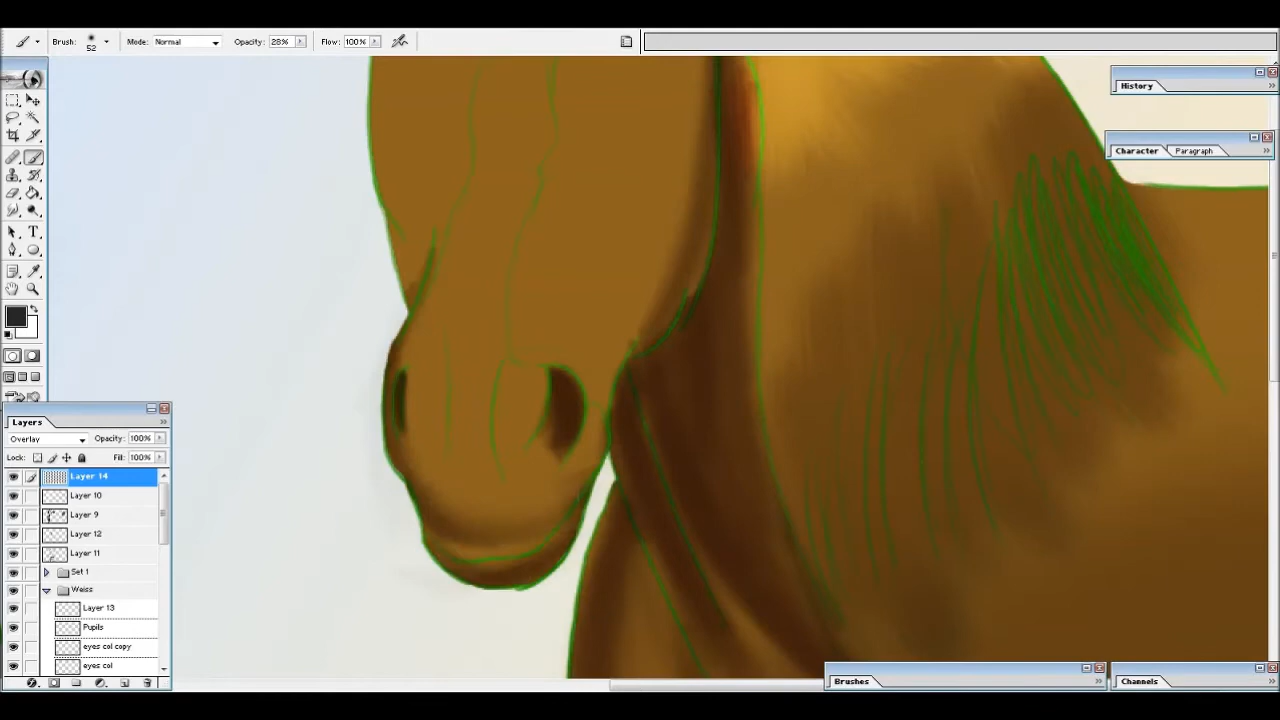 Brush: 52 Mode: Normal Opacity: 28% Flow: 100%
History
Character Paragraph
Layers
Overlay Opacity: 100%
Lock: Fill: 100%
Layer 14
Layer 10
Layer 9
Layer 12
Layer 11
Set 1
Weiss
Layer 13
Pupils
eyes col copy
eyes col
Brushes
Channels